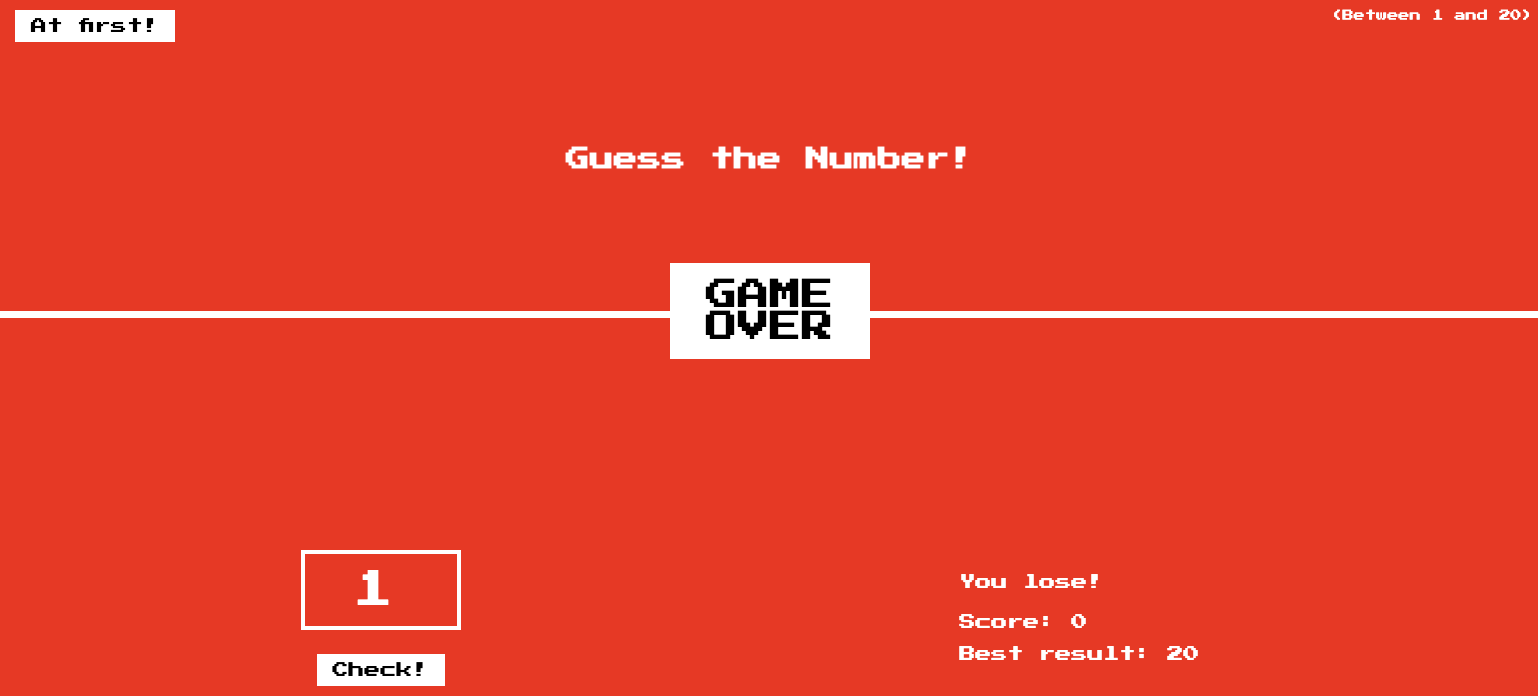 At first!
(Between 1 and 20)
Guess the Number!
GAME
OVER
1
Check!
You lose!
Score: 0
Best result: 20